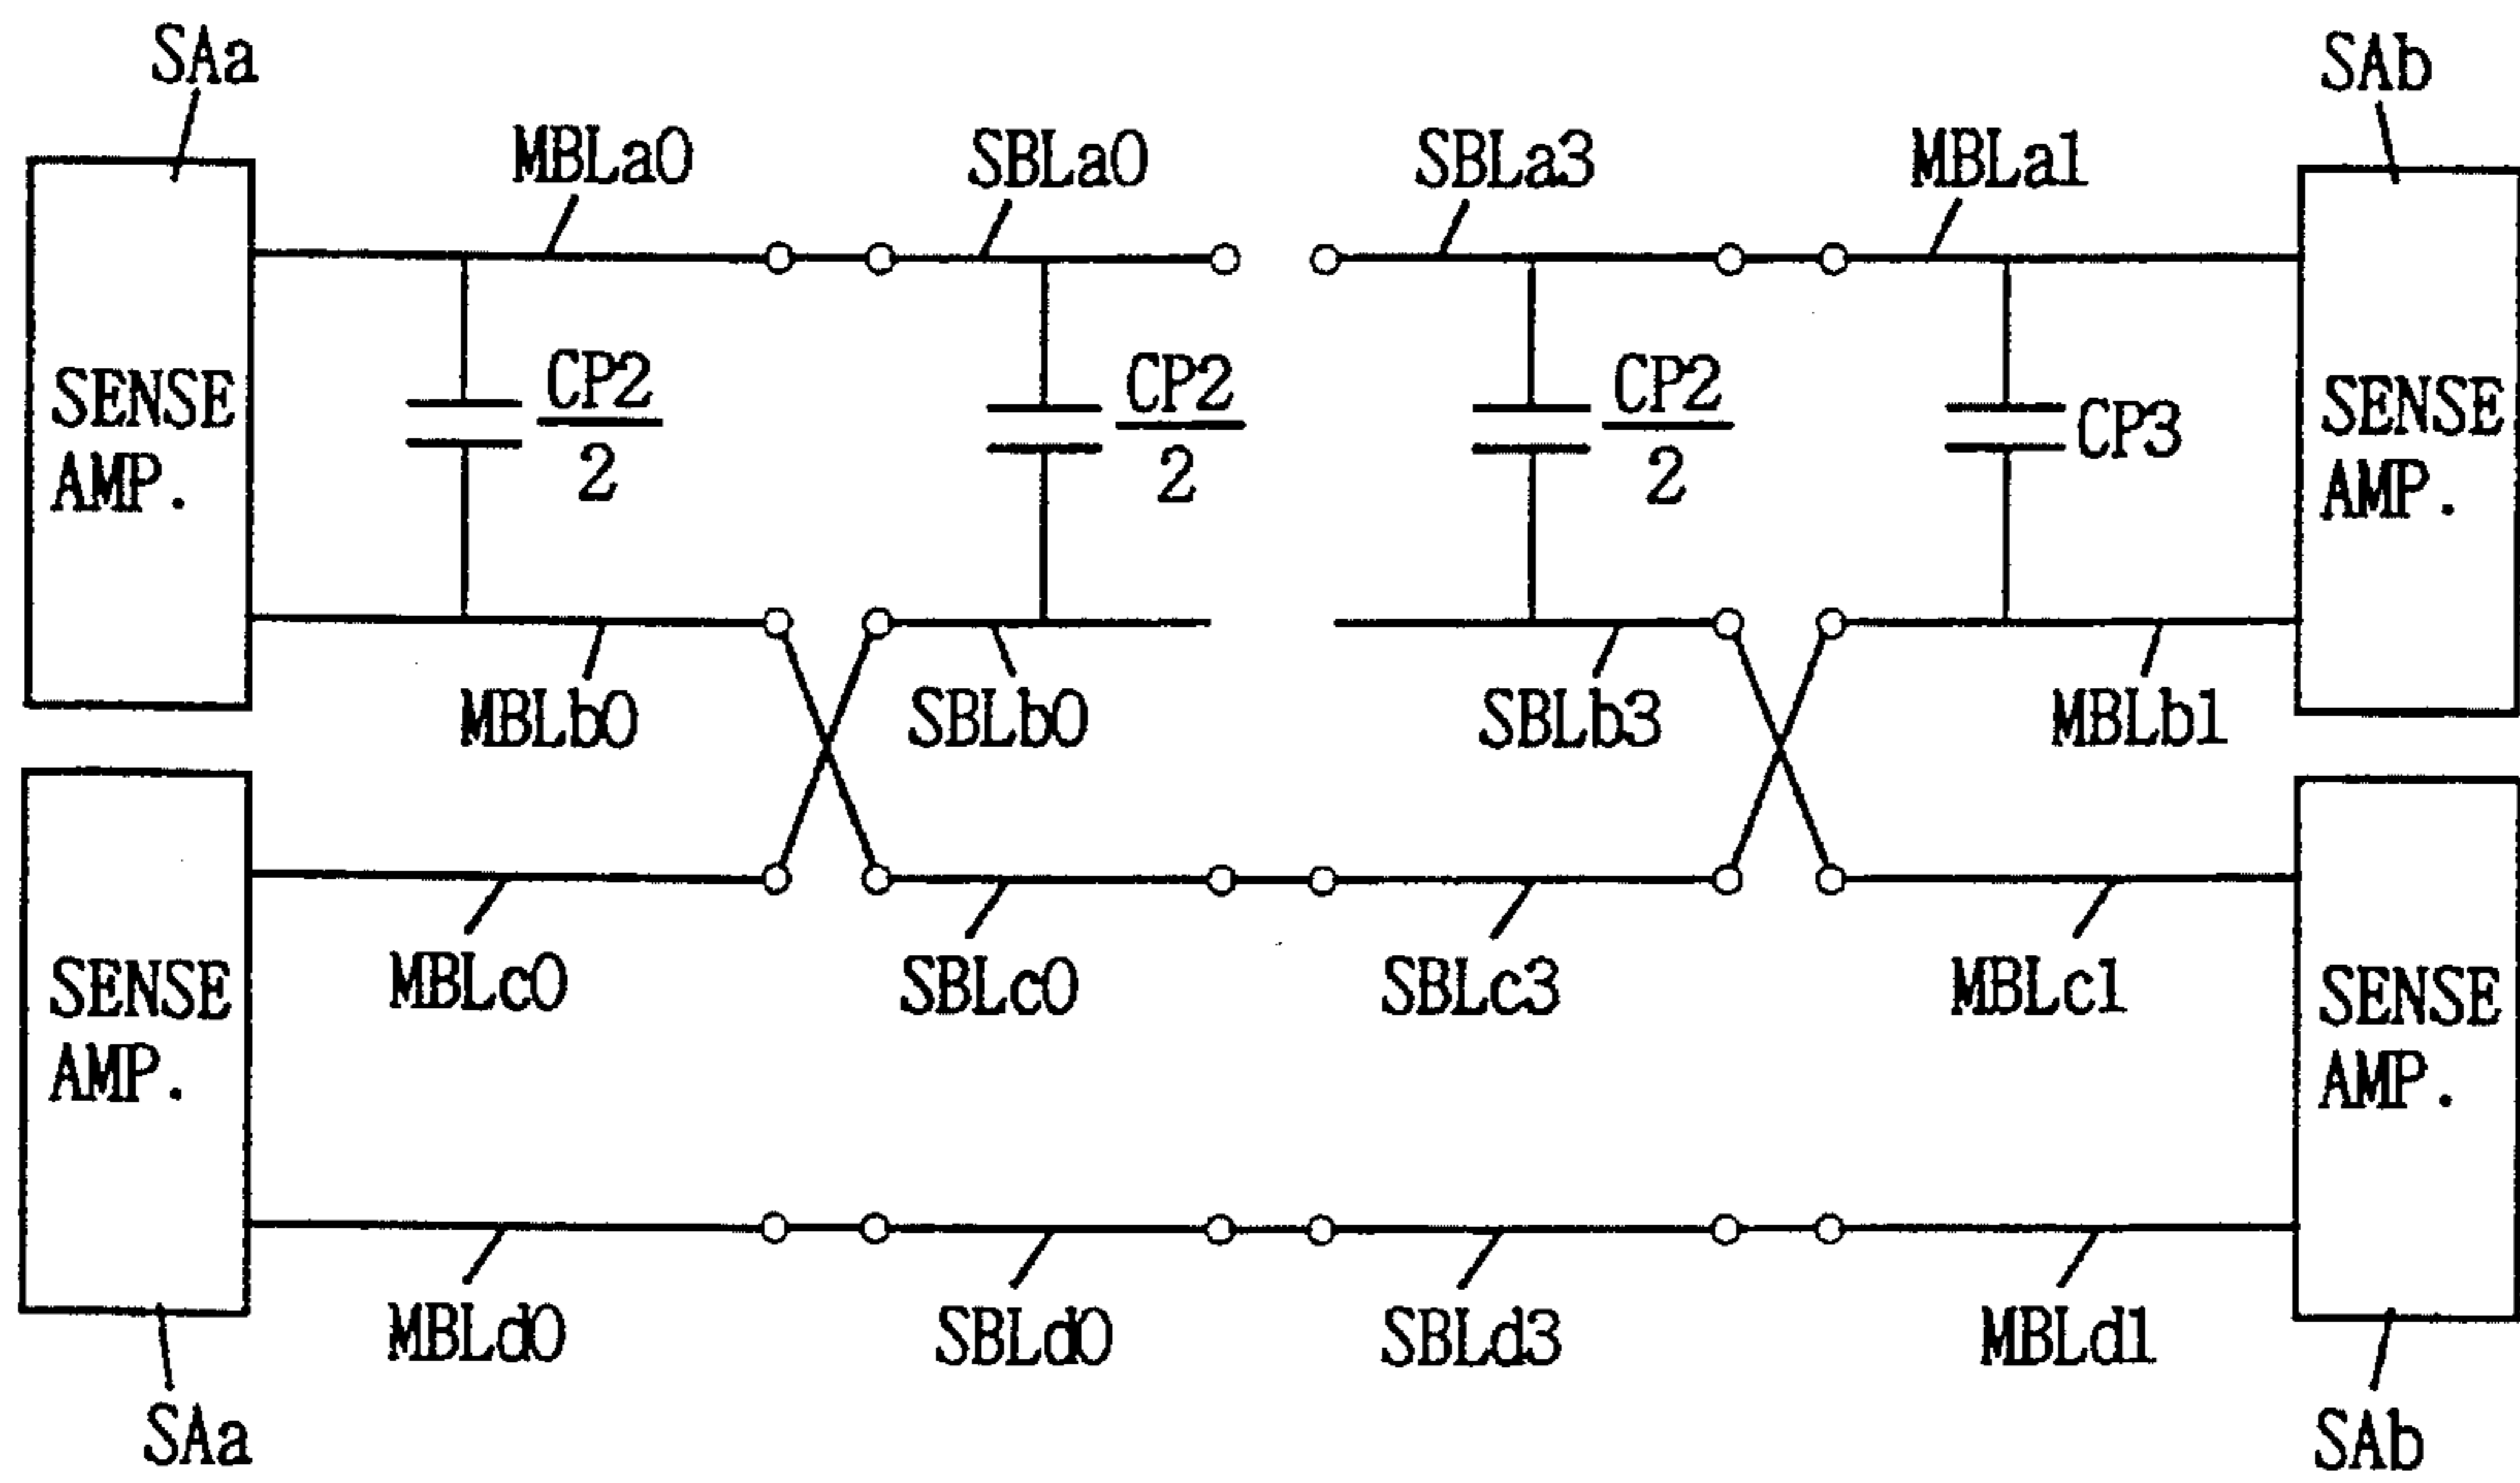 SAa
SAb
MBLa0
SBLa0
SBLa3
MBLa1
SENSE
AMP.
CP2
2
CP2
2
CP2
2
CP3
SENSE
AMP.
MBLb0
SBLb0
SBLb3
MBLb1
SENSE
AMP.
MBLc0
SBLc0
SBLc3
MBLc1
SENSE
AMP.
MBLd0
SBLd0
SBLd3
MBLd1
SAa
SAb